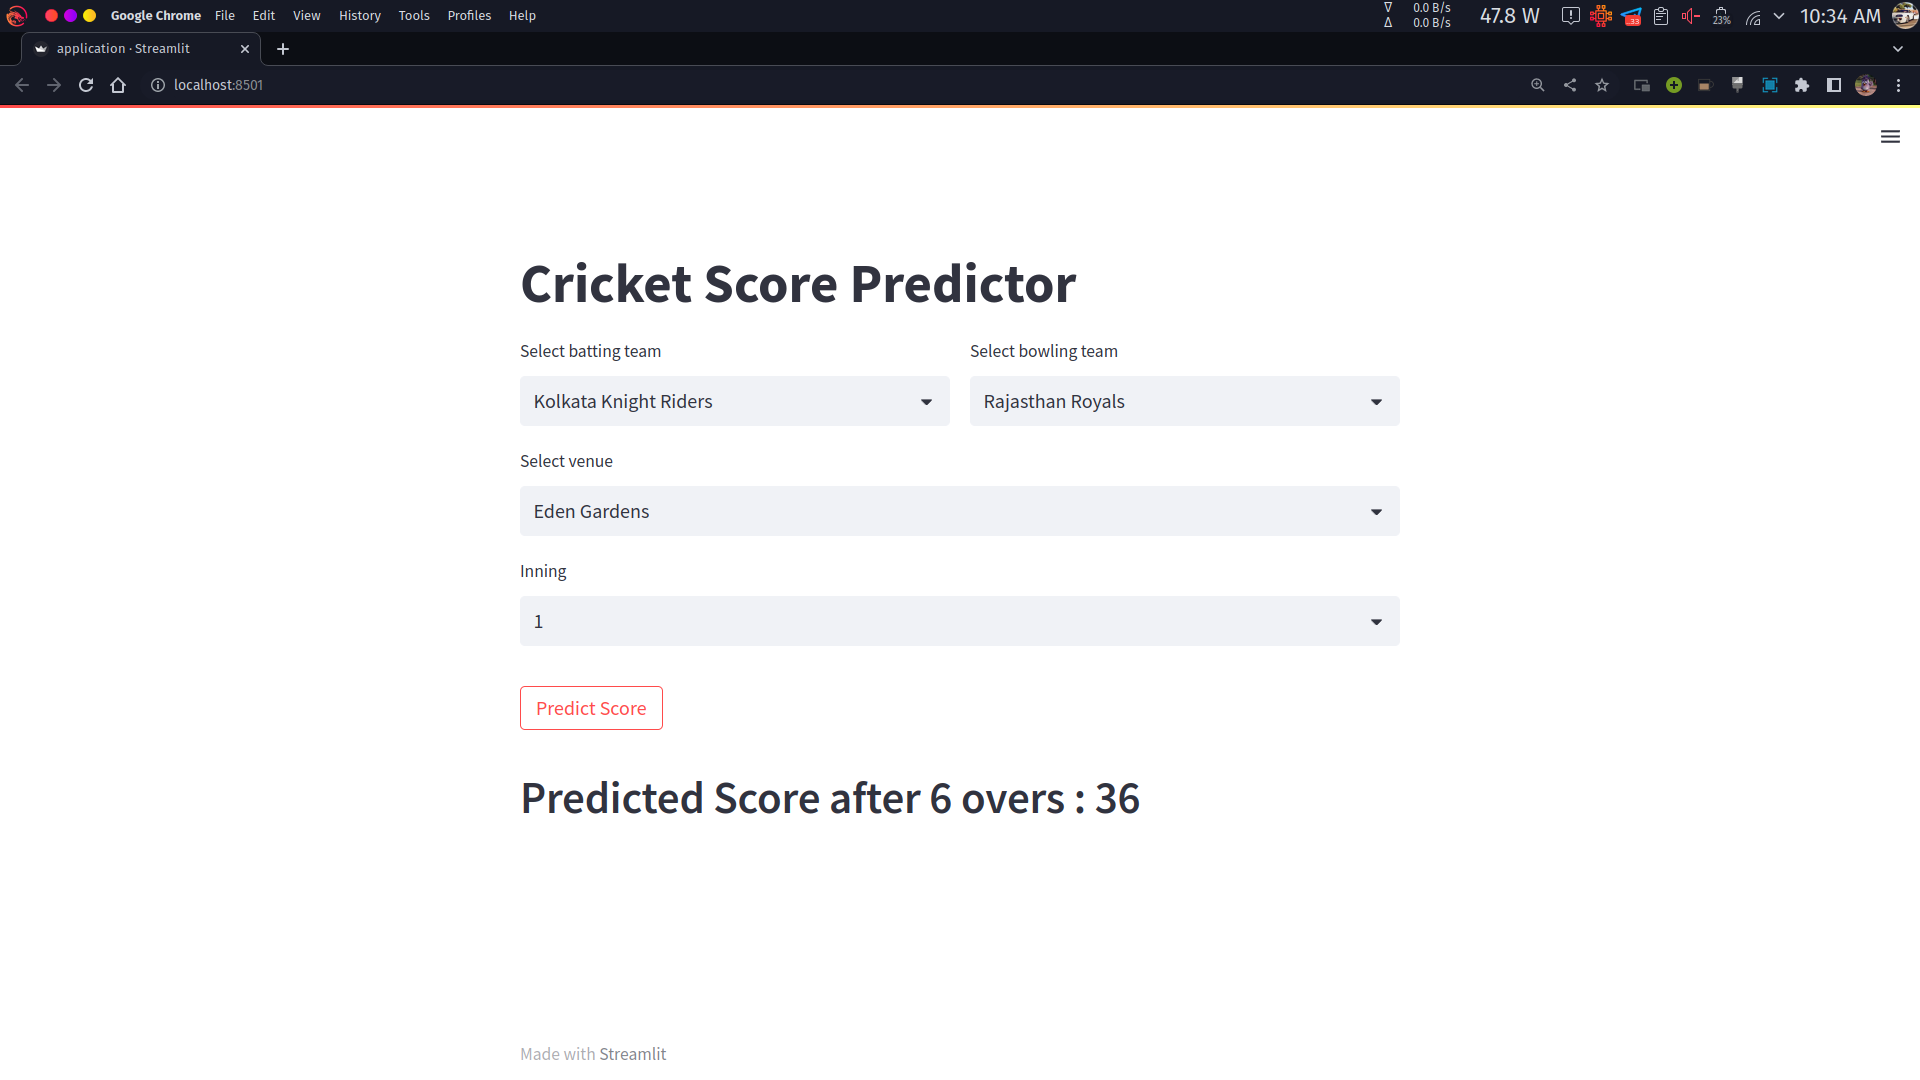 Google Chrome File Edit View History Tools Profiles Help
0.0 B/s
0.0 B/s
47.8 W
33
23%
10:34 AM
application · Streamlit
localhost:8501
Cricket Score Predictor
Select batting team
Select bowling team
Kolkata Knight Riders
Rajasthan Royals
Select venue
Eden Gardens
Inning
1
Predict Score
Predicted Score after 6 overs : 36
Made with Streamlit